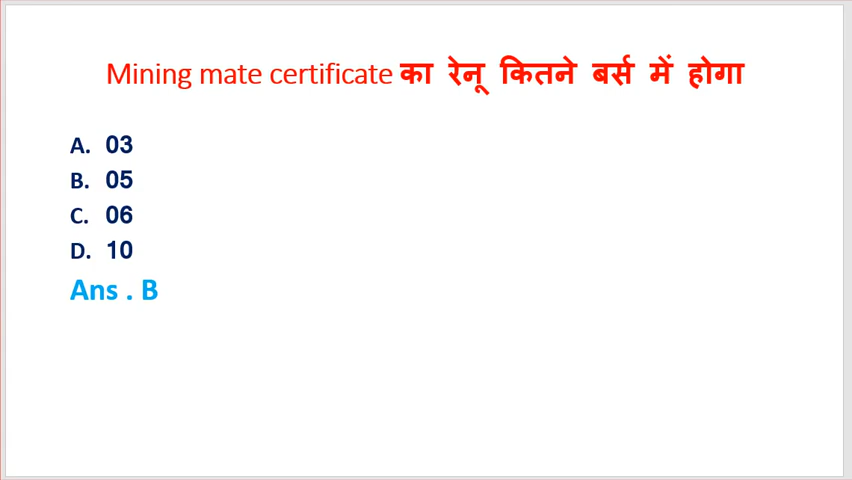 Mining mate certificate का रेनू कितने बर्स में होगा
A. 03
B. 05
C. 06
D. 10
Ans . B